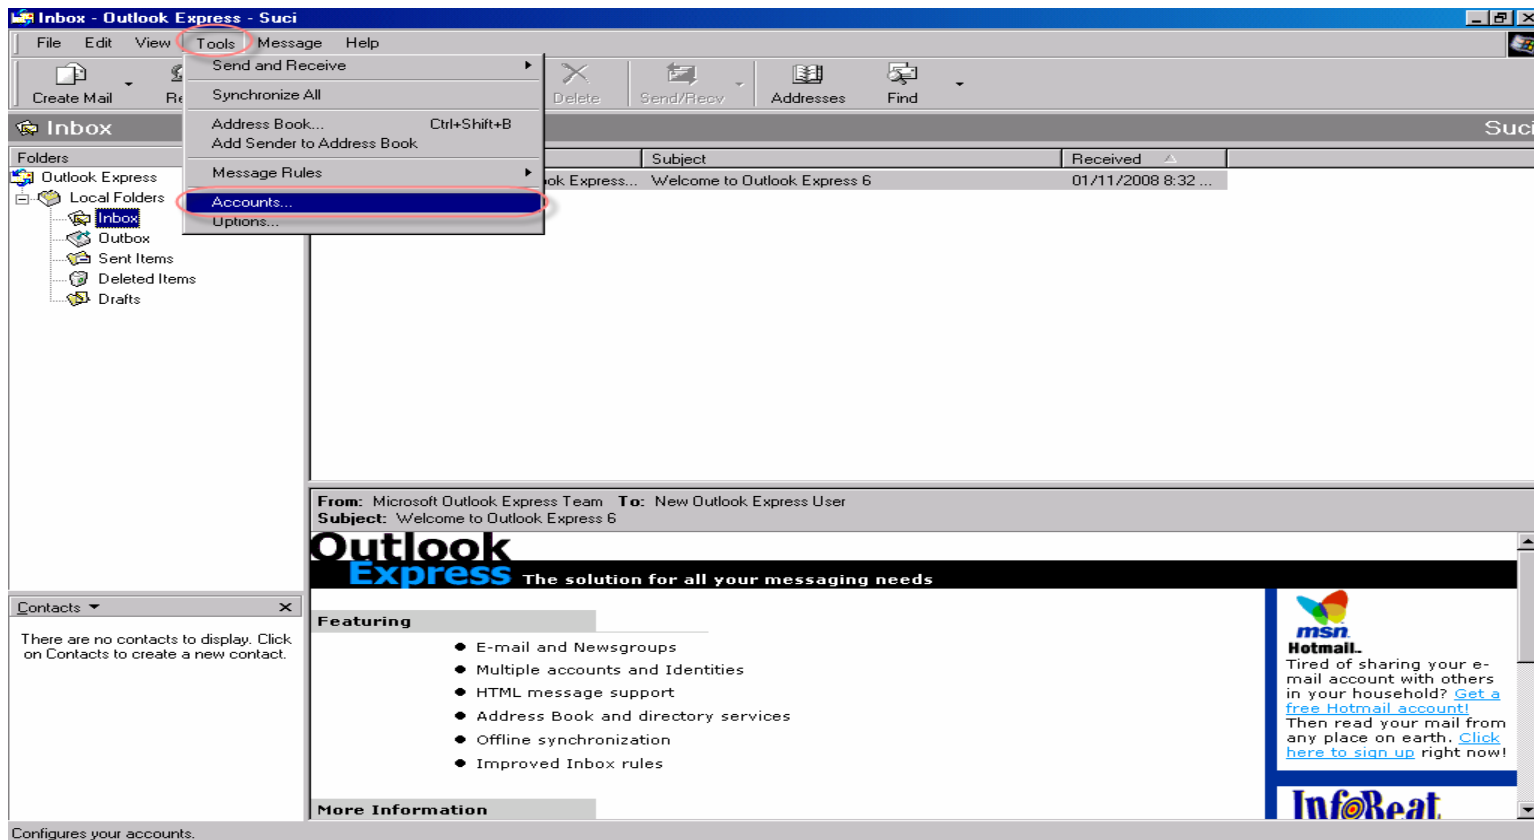 Inbox - Outlook Express - Suci
File Edit View Tools Message Help
Create Mail Re Delete Send/Recv Addresses Find
Send and Receive
Synchronize All
Address Book... Ctrl+Shift+B
Add Sender to Address Book
Message Rules
Accounts...
Options...
Inbox Suci
Folders
Outlook Express
Local Folders
Inbox
Outbox
Sent Items
Deleted Items
Drafts
Subject Received
ok Express... Welcome to Outlook Express 6 01/11/2008 8:32 ...
From: Microsoft Outlook Express Team To: New Outlook Express User
Subject: Welcome to Outlook Express 6
Outlook
Express The solution for all your messaging needs
Featuring
E-mail and Newsgroups
Multiple accounts and Identities
HTML message support
Address Book and directory services
Offline synchronization
Improved Inbox rules
More Information
msn
Hotmail
Tired of sharing your e-
mail account with others
in your household? Get a
free Hotmail account!
Then read your mail from
any place on earth. Click
here to sign up right now!
InfoBeat
Contacts
There are no contacts to display. Click
on Contacts to create a new contact.
Configures your accounts.